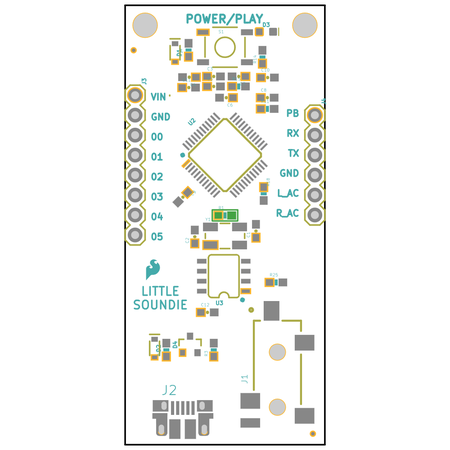 POWER/PLAY
D3
J3
VIN
GND
00
01
02
03
04
05
U2
PB
RX
TX
GND
L_AC
R_AC
LITTLE
SOUNDIE
U3
D4
J1
J2